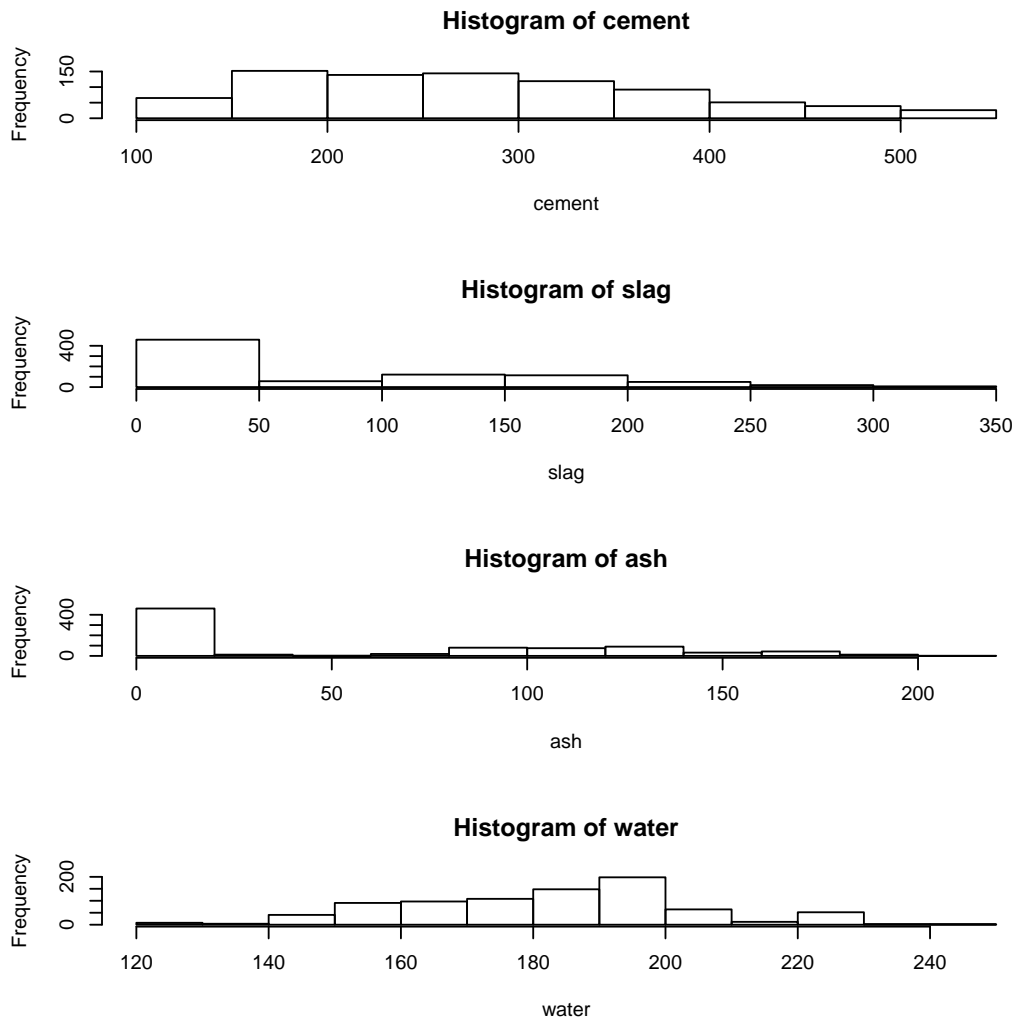 Histogram of cement
Frequency
0 150
100 200 300 400 500
cement
Histogram of slag
Frequency
0 400
0 50 100 150 200 250 300 350
slag
Histogram of ash
Frequency
0 400
0 50 100 150 200
ash
Histogram of water
Frequency
0 200
120 140 160 180 200 220 240
water